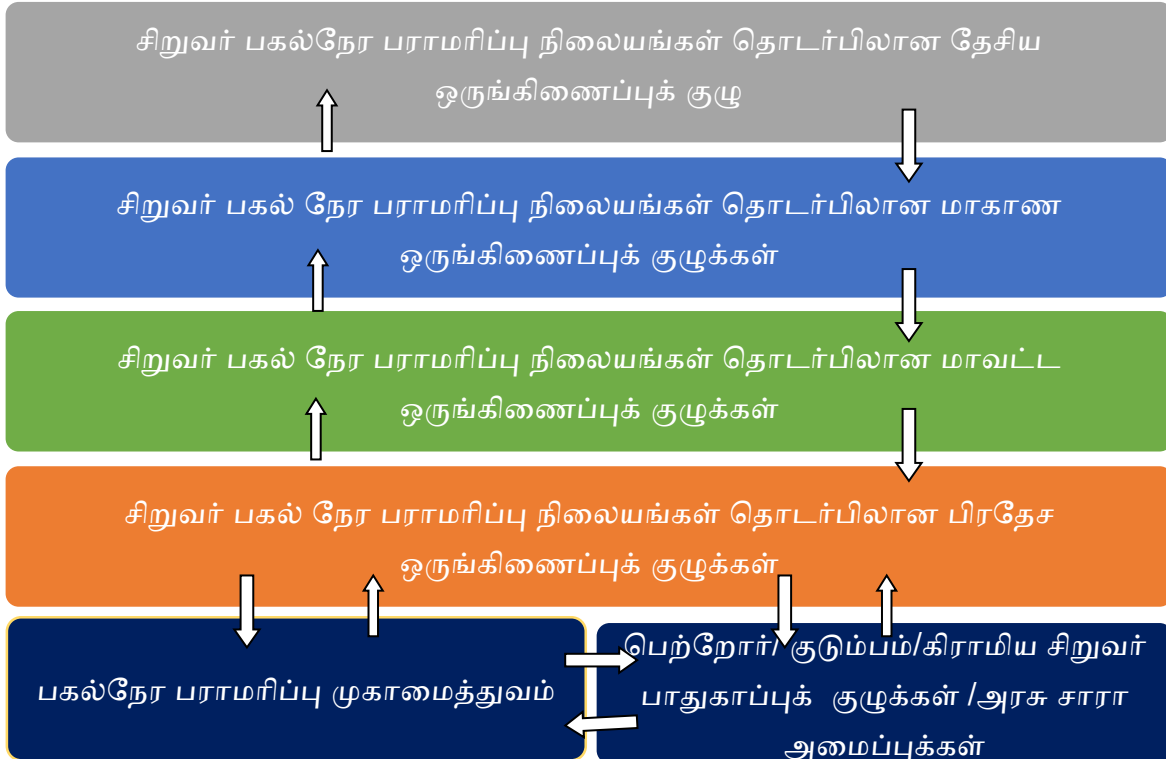 சிறுவர் பகல்நேர பராமரிப்பு நிலையங்கள் தொடர்பிலான தேசிய
ஒருங்கிணைப்புக் குழு
சிறுவர் பகல் நேர பராமரிப்பு நிலையங்கள் தொடர்பிலான மாகாண
ஒருங்கிணைப்புக் குழுக்கள்
சிறுவர் பகல் நேர பராமரிப்பு நிலையங்கள் தொடர்பிலான மாவட்ட
ஒருங்கிணைப்புக் குழுக்கள்
சிறுவர் பகல் நேர பராமரிப்பு நிலையங்கள் தொடர்பிலான பிரதேச
ஒருங்கிணைப்புக் குழுக்கள்
பகல்நேர பராமரிப்பு முகாமைத்துவம்
பெற்றோர்/ குடும்பம்/கிராமிய சிறுவர்
பாதுகாப்புக் குழுக்கள் /அரசு சாரா
அமைப்புக்கள்